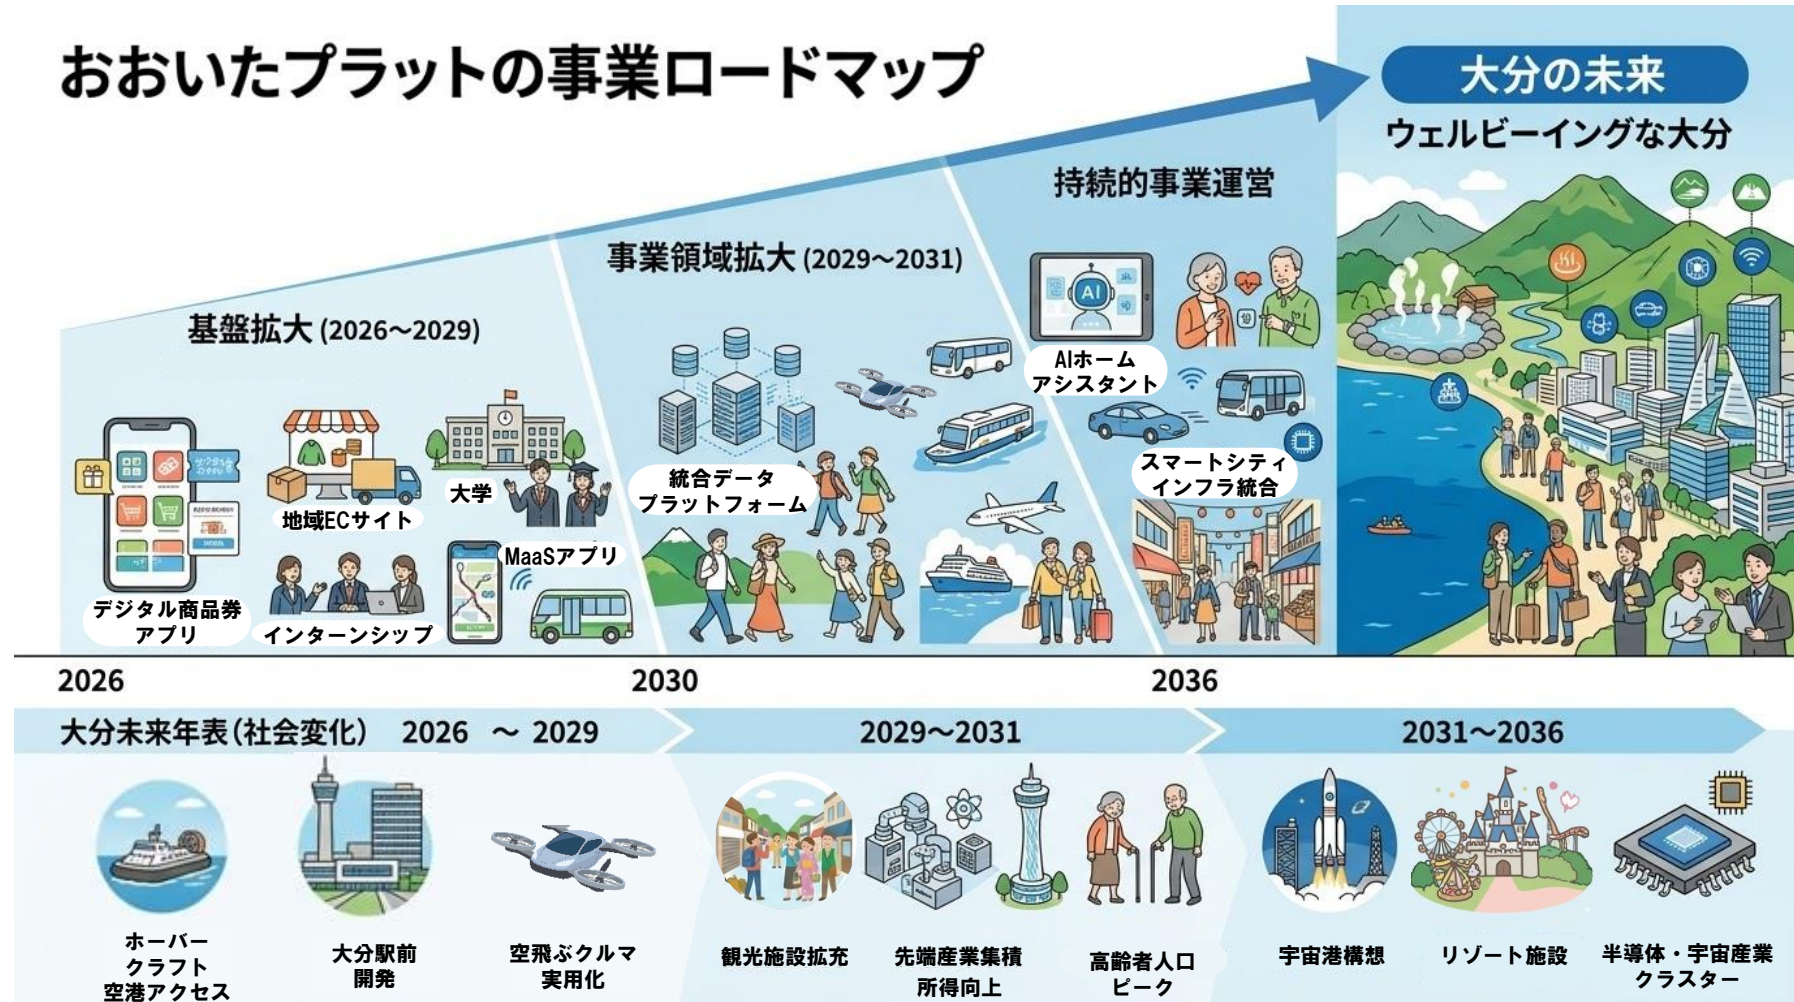 おおいたプラットの事業ロードマップ
大分の未来
ウェルビーイングな大分
持続的事業運営
事業領域拡大 (2029～2031)
基盤拡大 (2026～2029)
AI
AIホーム
アシスタント
スマートシティ
インフラ統合
統合データ
プラットフォーム
大学
地域ECサイト
MaaSアプリ
デジタル商品券
アプリ
インターンシップ
2026
2030
2036
大分未来年表(社会変化) 2026 ～ 2029
2029～2031
2031～2036
ホーバー
クラフト
空港アクセス
大分駅前
開発
空飛ぶクルマ
実用化
観光施設拡充
先端産業集積
所得向上
高齢者人口
ピーク
宇宙港構想
リゾート施設
半導体・宇宙産業
クラスター